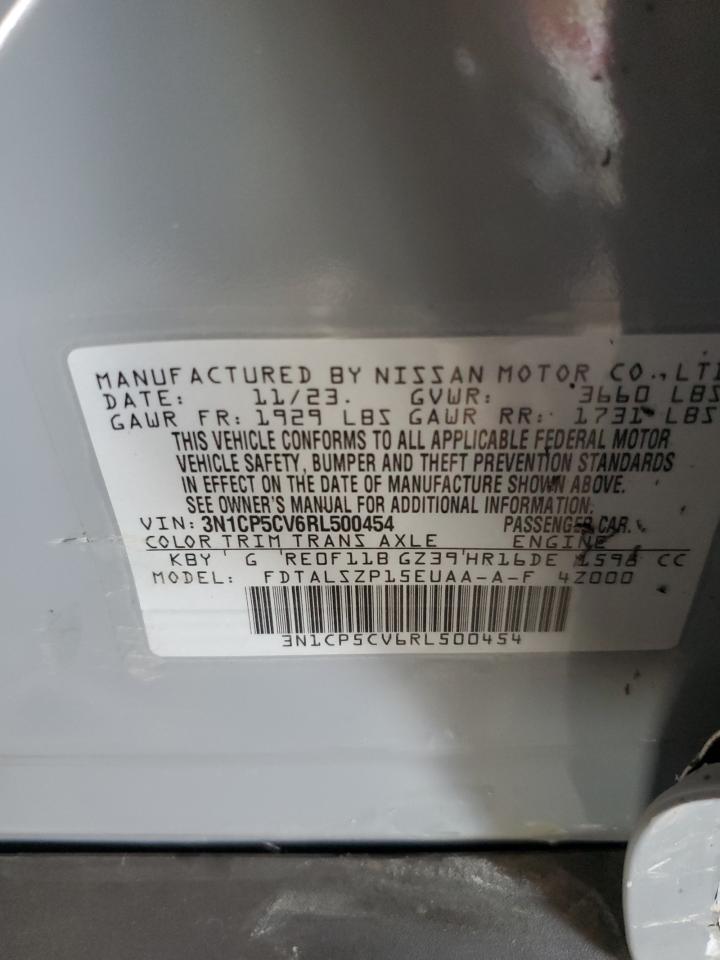 MANUFACTURED BY NISSAN MOTOR CO.,LTD
DATE: 11/23. GVWR: 3660 LBS
GAWR FR: 1929 LBS GAWR RR: 1731 LBS
THIS VEHICLE CONFORMS TO ALL APPLICABLE FEDERAL MOTOR
VEHICLE SAFETY, BUMPER AND THEFT PREVENTION STANDARDS
IN EFFECT ON THE DATE OF MANUFACTURE SHOWN ABOVE.
SEE OWNER'S MANUAL FOR ADDITIONAL INFORMATION.
VIN: 3N1CP5CV6RL500454 PASSENGER CAR.
COLOR TRIM TRANS AXLE ENGINE
KBY G RE0F11B GZ39 HR16DE 1598 CC
MODEL: FDTALSZP15EUAA-A-F 4Z000
3N1CP5CV6RL500454